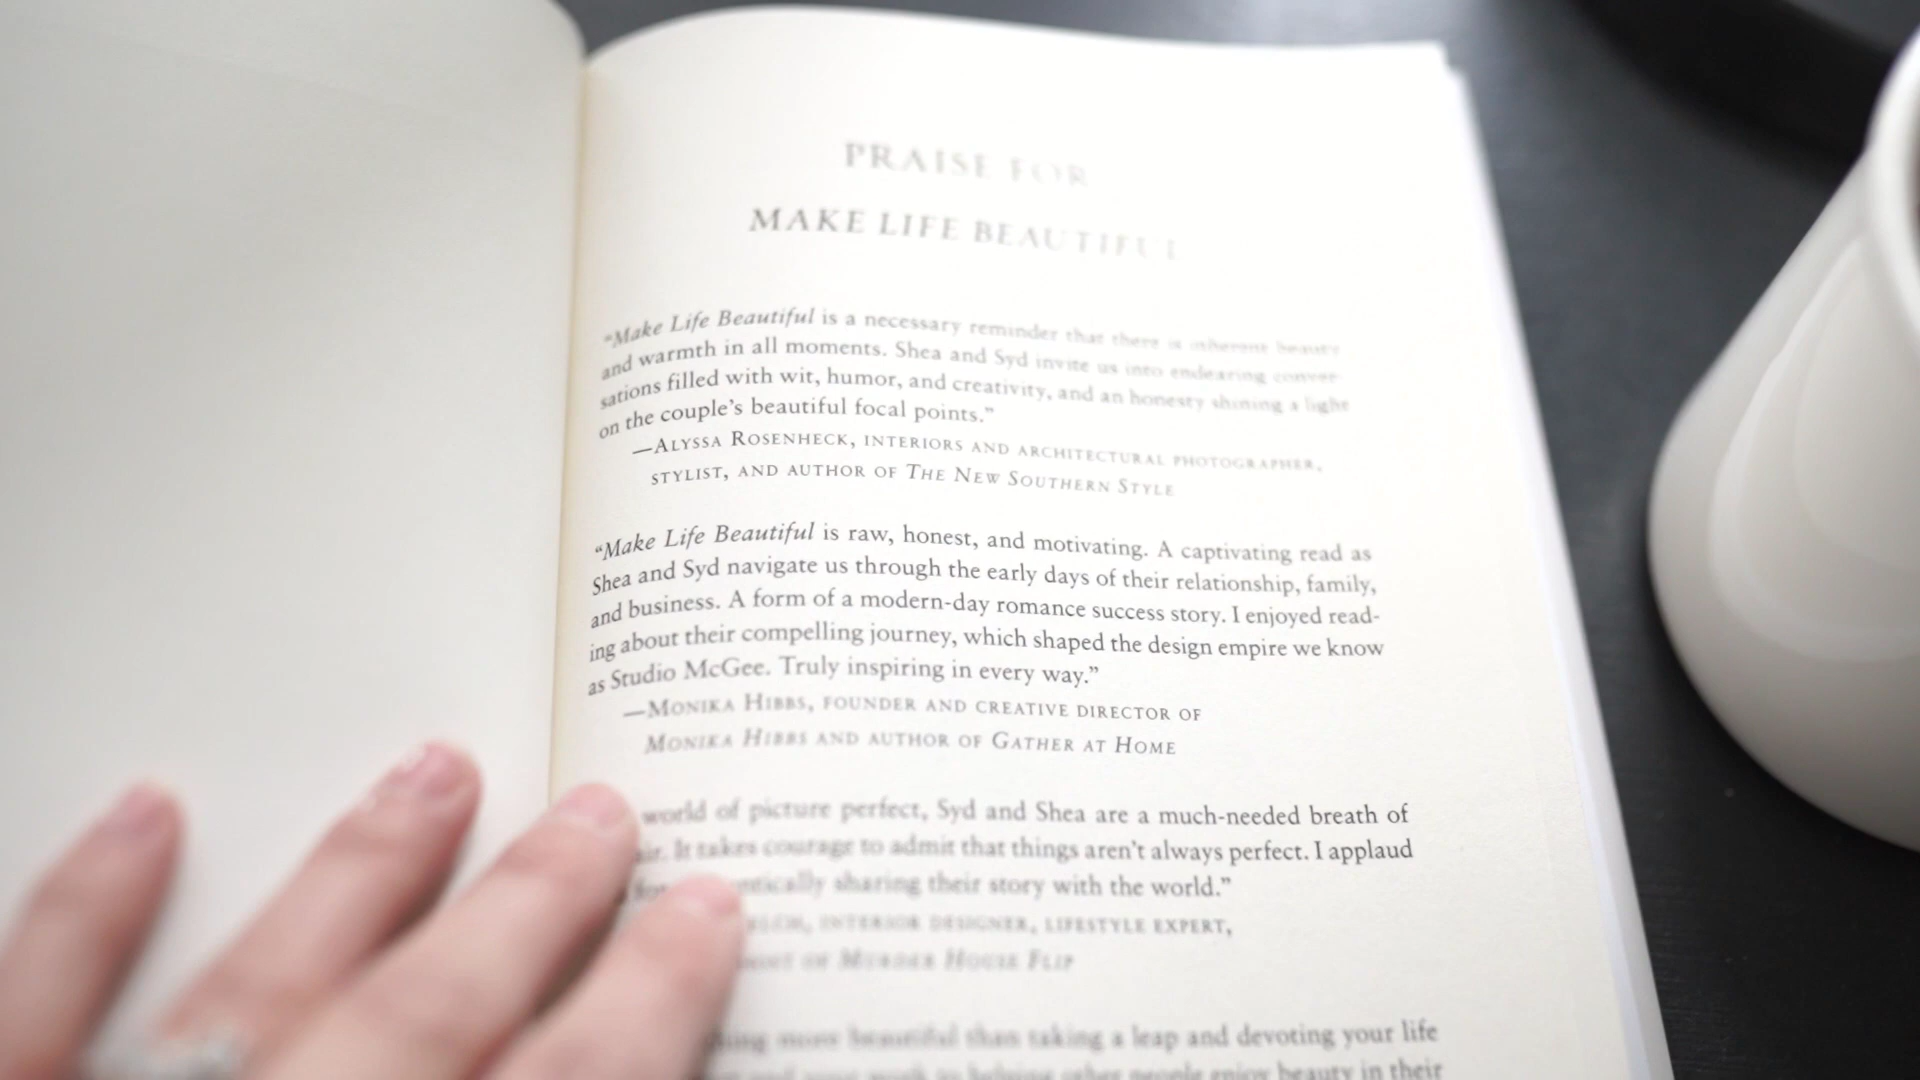 PRAISE FOR
MAKE LIFE BEAUTIFUL
“Make Life Beautiful is a necessary reminder that there is inherent beauty
and warmth in all moments. Shea and Syd invite us into endearing conver-
sations filled with wit, humor, and creativity, and an honesty shining a light
on the couple’s beautiful focal points.”
—ALYSSA ROSENHECK, INTERIORS AND ARCHITECTURAL PHOTOGRAPHER,
STYLIST, AND AUTHOR OF THE NEW SOUTHERN STYLE
“Make Life Beautiful is raw, honest, and motivating. A captivating read as
Shea and Syd navigate us through the early days of their relationship, family,
and business. A form of a modern-day romance success story. I enjoyed read-
ing about their compelling journey, which shaped the design empire we know
as Studio McGee. Truly inspiring in every way.”
—MONIKA HIBBS, FOUNDER AND CREATIVE DIRECTOR OF
MONIKA HIBBS AND AUTHOR OF GATHER AT HOME
world of picture perfect, Syd and Shea are a much-needed breath of
It takes courage to admit that things aren’t always perfect. I applaud
sharing their story with the world.”
INTERIOR DESIGNER, LIFESTYLE EXPERT,
OF MURDER HOUSE FLIP
more beautiful than taking a leap and devoting your life
to helping other people enjoy beauty in their